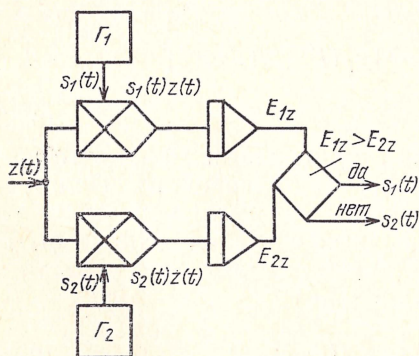 Г₁
s₁(t)
s₁(t)z(t)
E₁z
E₁z>E₂z
да
s₁(t)
z(t)
нет
s₂(t)
s₂(t)
s₂(t)z(t)
E₂z
Г₂